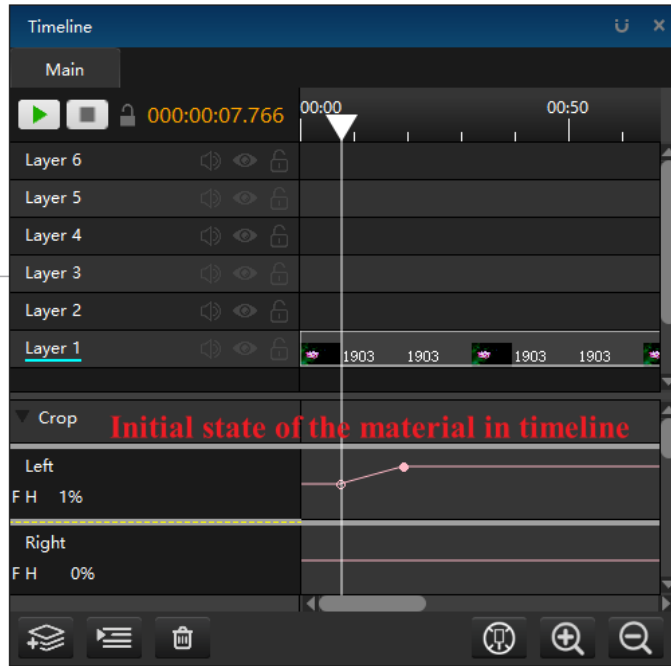 Timeline
Main
000:00:07.766 00:00 00:50
Layer 6
Layer 5
Layer 4
Layer 3
Layer 2
Layer 1 1903 1903 1903 1903
Crop Initial state of the material in timeline
Left
F H 1%
Right
F H 0%